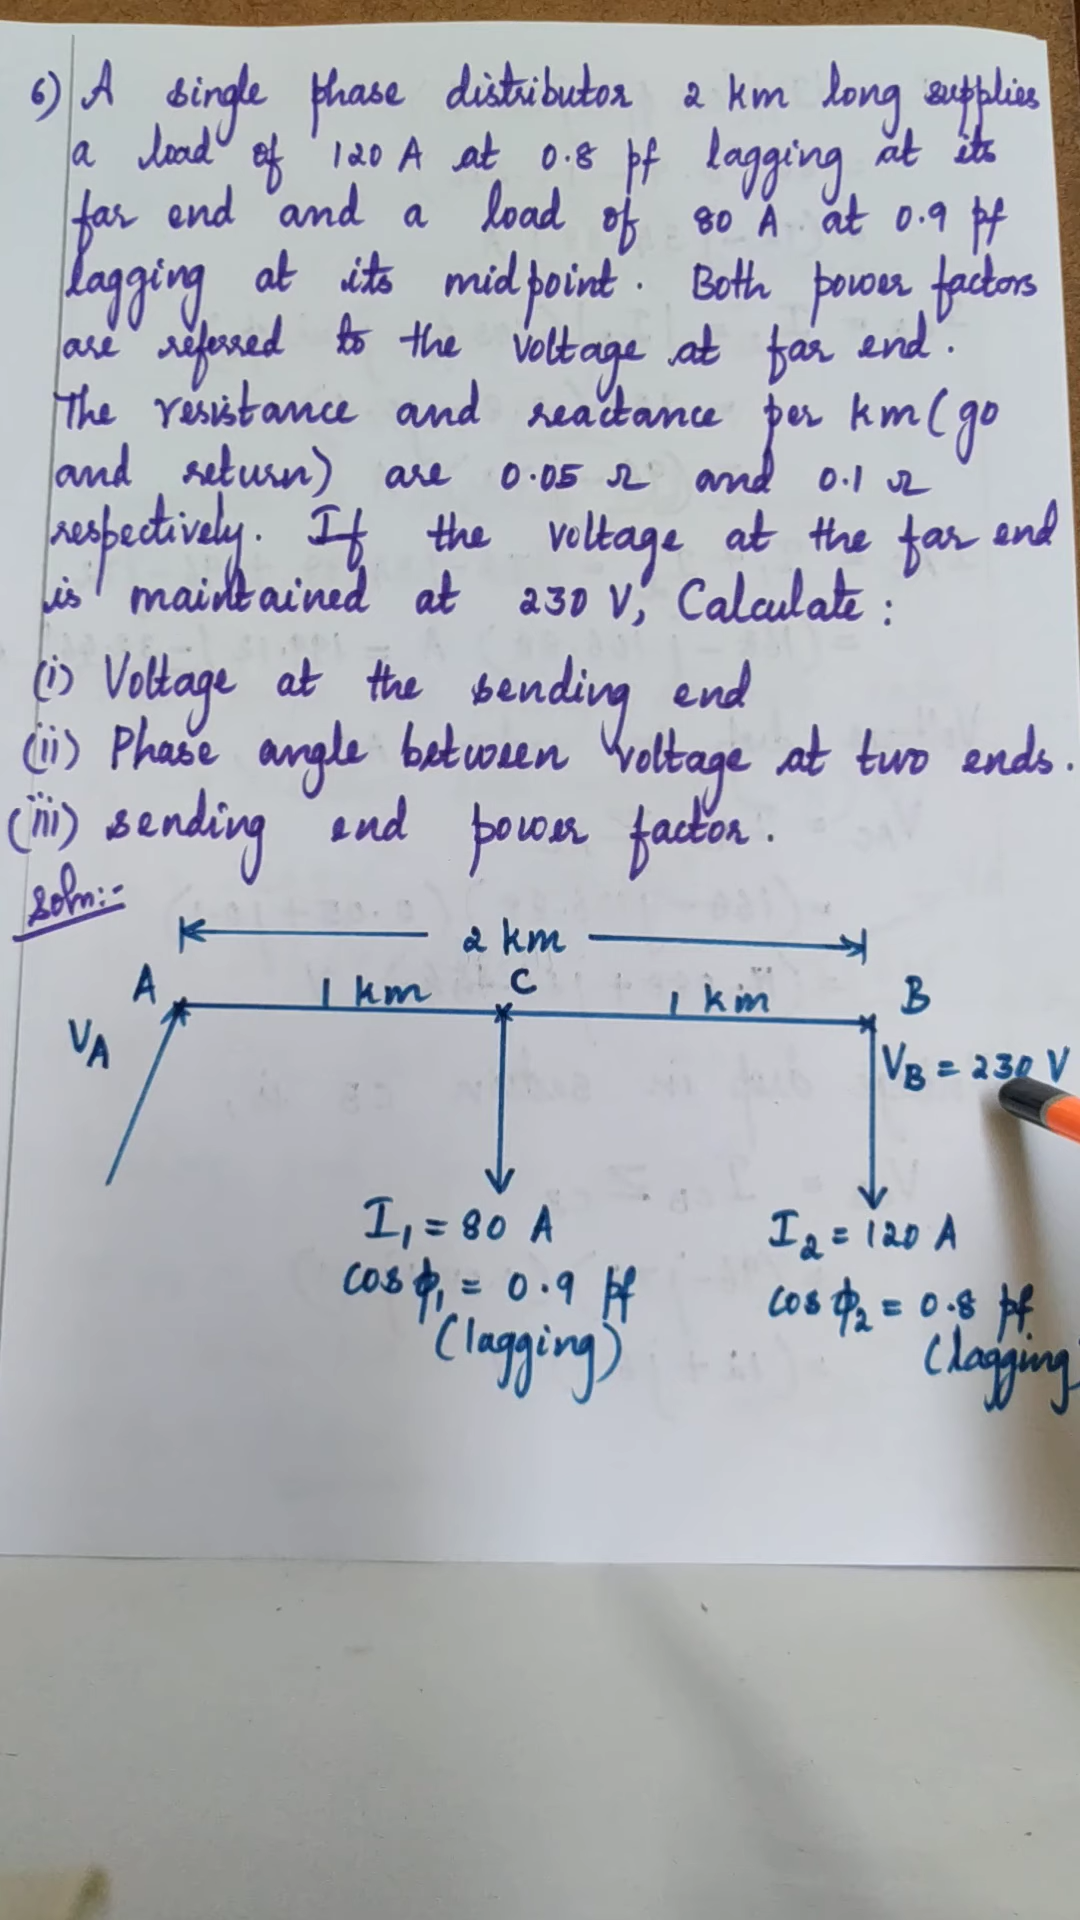 6) A single phase distributor 2 km long supplies
a load of 120 A at 0.8 pf lagging at its
far end and a load of 80 A at 0.9 pf
lagging at its midpoint. Both power factors
are referred to the voltage at far end.
The resistance and reactance per km (go
and return) are 0.05 Ω and 0.1 Ω
respectively. If the voltage at the far end
is maintained at 230 V, Calculate :
(i) Voltage at the sending end
(ii) Phase angle between voltage at two ends.
(iii) sending end power factor.
Soln:-
2 km
A 1 km C 1 km B
VA
VB = 230 V
I1 = 80 A
cos ϕ1 = 0.9 pf
(lagging)
I2 = 120 A
cos ϕ2 = 0.8 pf
(lagging)